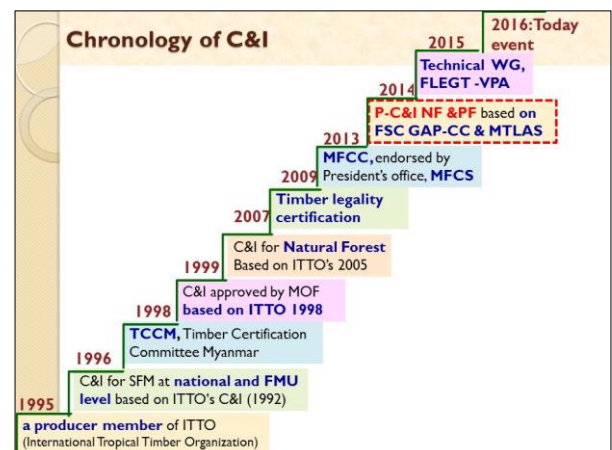 Chronology of C&I
2016:Today
event
2015
Technical WG,
FLEGT -VPA
2014
P-C&I NF &PF based on
FSC GAP-CC & MTLAS
2013
MFCC, endorsed by
President's office, MFCS
2009
Timber legality
certification
2007
C&I for Natural Forest
Based on ITTO's 2005
1999
C&I approved by MOF
based on ITTO 1998
1998
TCCM, Timber Certification
Committee Myanmar
1996
C&I for SFM at national and FMU
level based on ITTO's C&I (1992)
1995
a producer member of ITTO
(International Tropical Timber Organization)